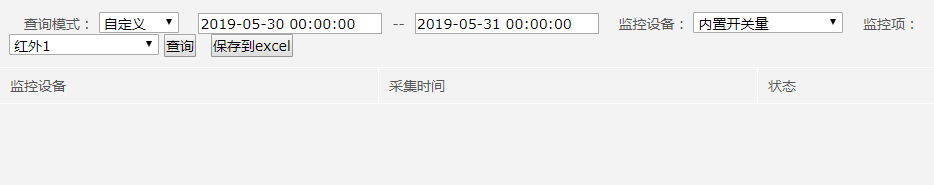 查询模式： 自定义 2019-05-30 00:00:00 -- 2019-05-31 00:00:00 监控设备： 内置开关量 监控项：
红外1 查询 保存到excel
监控设备 采集时间 状态